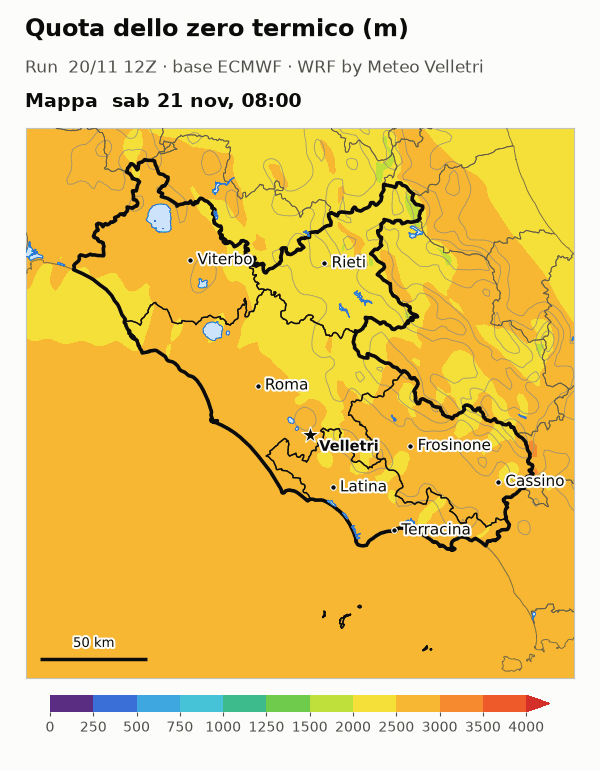 Quota dello zero termico (m)
Run  20/11 12Z · base ECMWF · WRF by Meteo Velletri
Mappa  sab 21 nov, 08:00
Viterbo
Rieti
Roma
Velletri
Frosinone
Latina
Cassino
Terracina
50 km
0 250 500 750 1000 1250 1500 2000 2500 3000 3500 4000